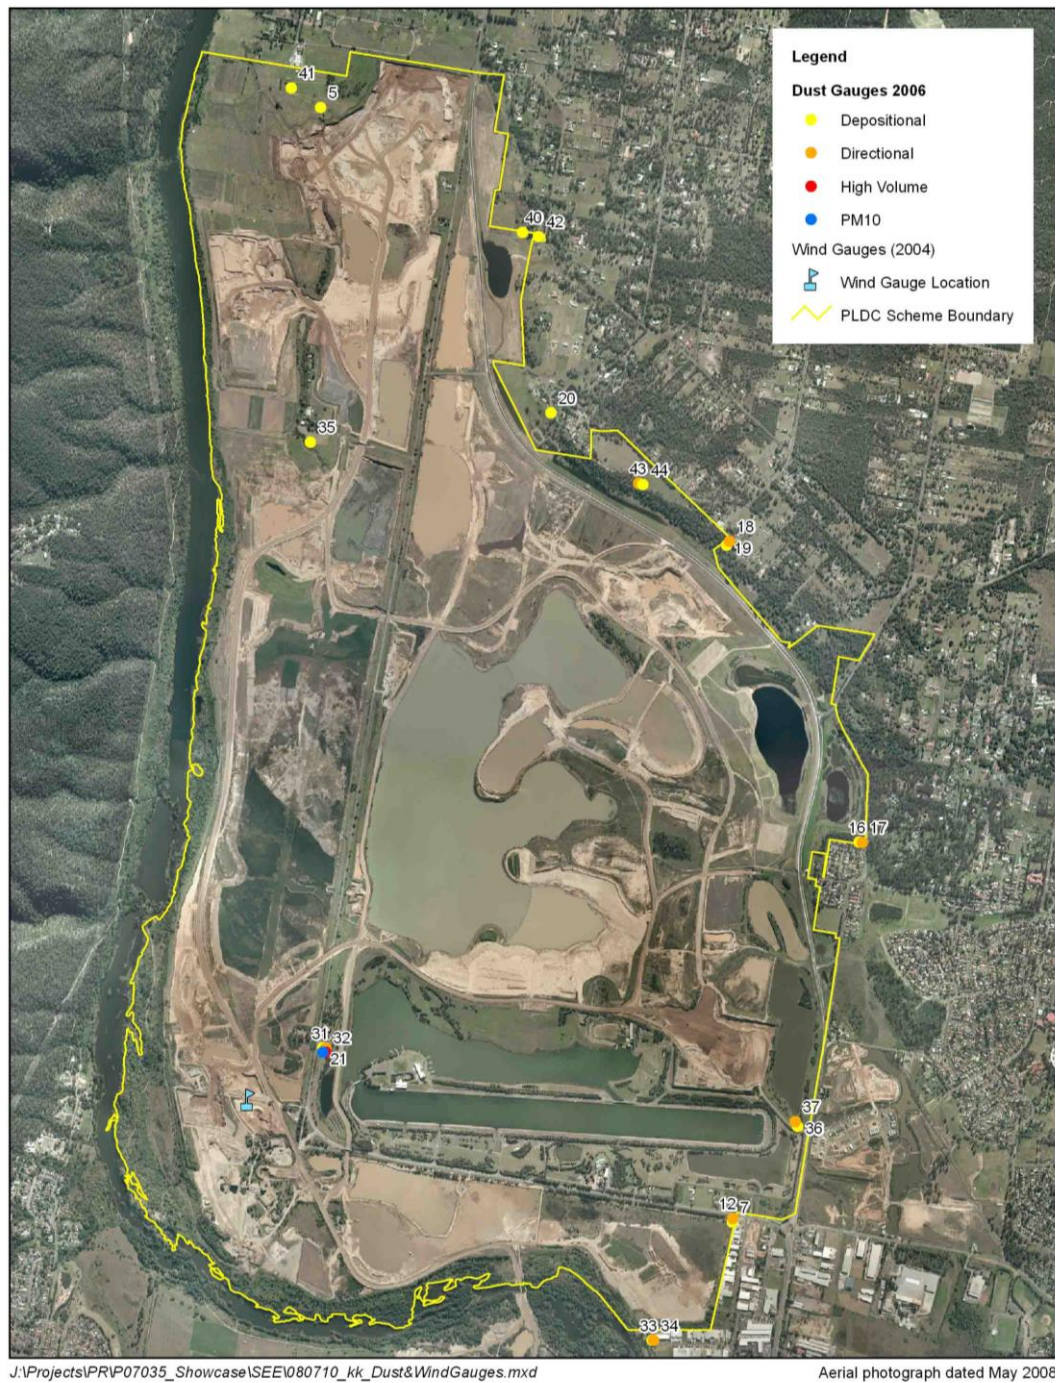 Legend
Dust Gauges 2006
Depositional
Directional
High Volume
PM10
Wind Gauges (2004)
Wind Gauge Location
PLDC Scheme Boundary
41
5
40 42
20
35
43 44
18
19
16 17
31 32
21
37
36
12 7
33 34
J:\Projects\PR\P07035_Showcase\SEE\080710_kk_Dust&WindGauges.mxd
Aerial photograph dated May 2008